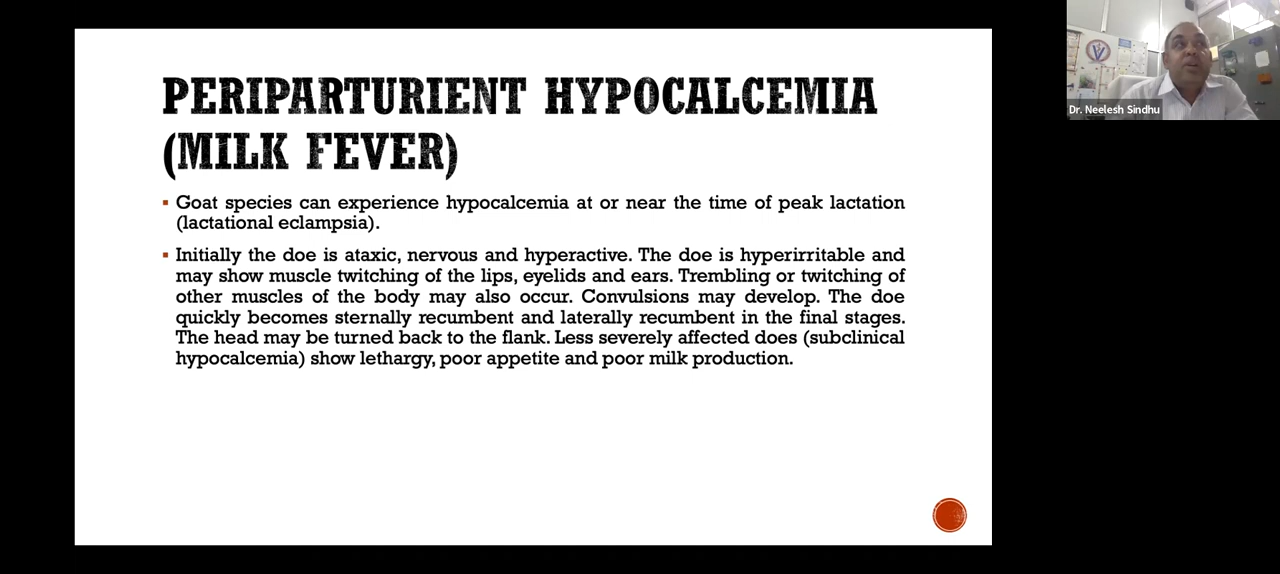 PERIPARTURIENT HYPOCALCEMIA
(MILK FEVER)
Goat species can experience hypocalcemia at or near the time of peak lactation
(lactational eclampsia).
Initially the doe is ataxic, nervous and hyperactive. The doe is hyperirritable and
may show muscle twitching of the lips, eyelids and ears. Trembling or twitching of
other muscles of the body may also occur. Convulsions may develop. The doe
quickly becomes sternally recumbent and laterally recumbent in the final stages.
The head may be turned back to the flank. Less severely affected does (subclinical
hypocalcemia) show lethargy, poor appetite and poor milk production.
Dr. Neelesh Sindhu